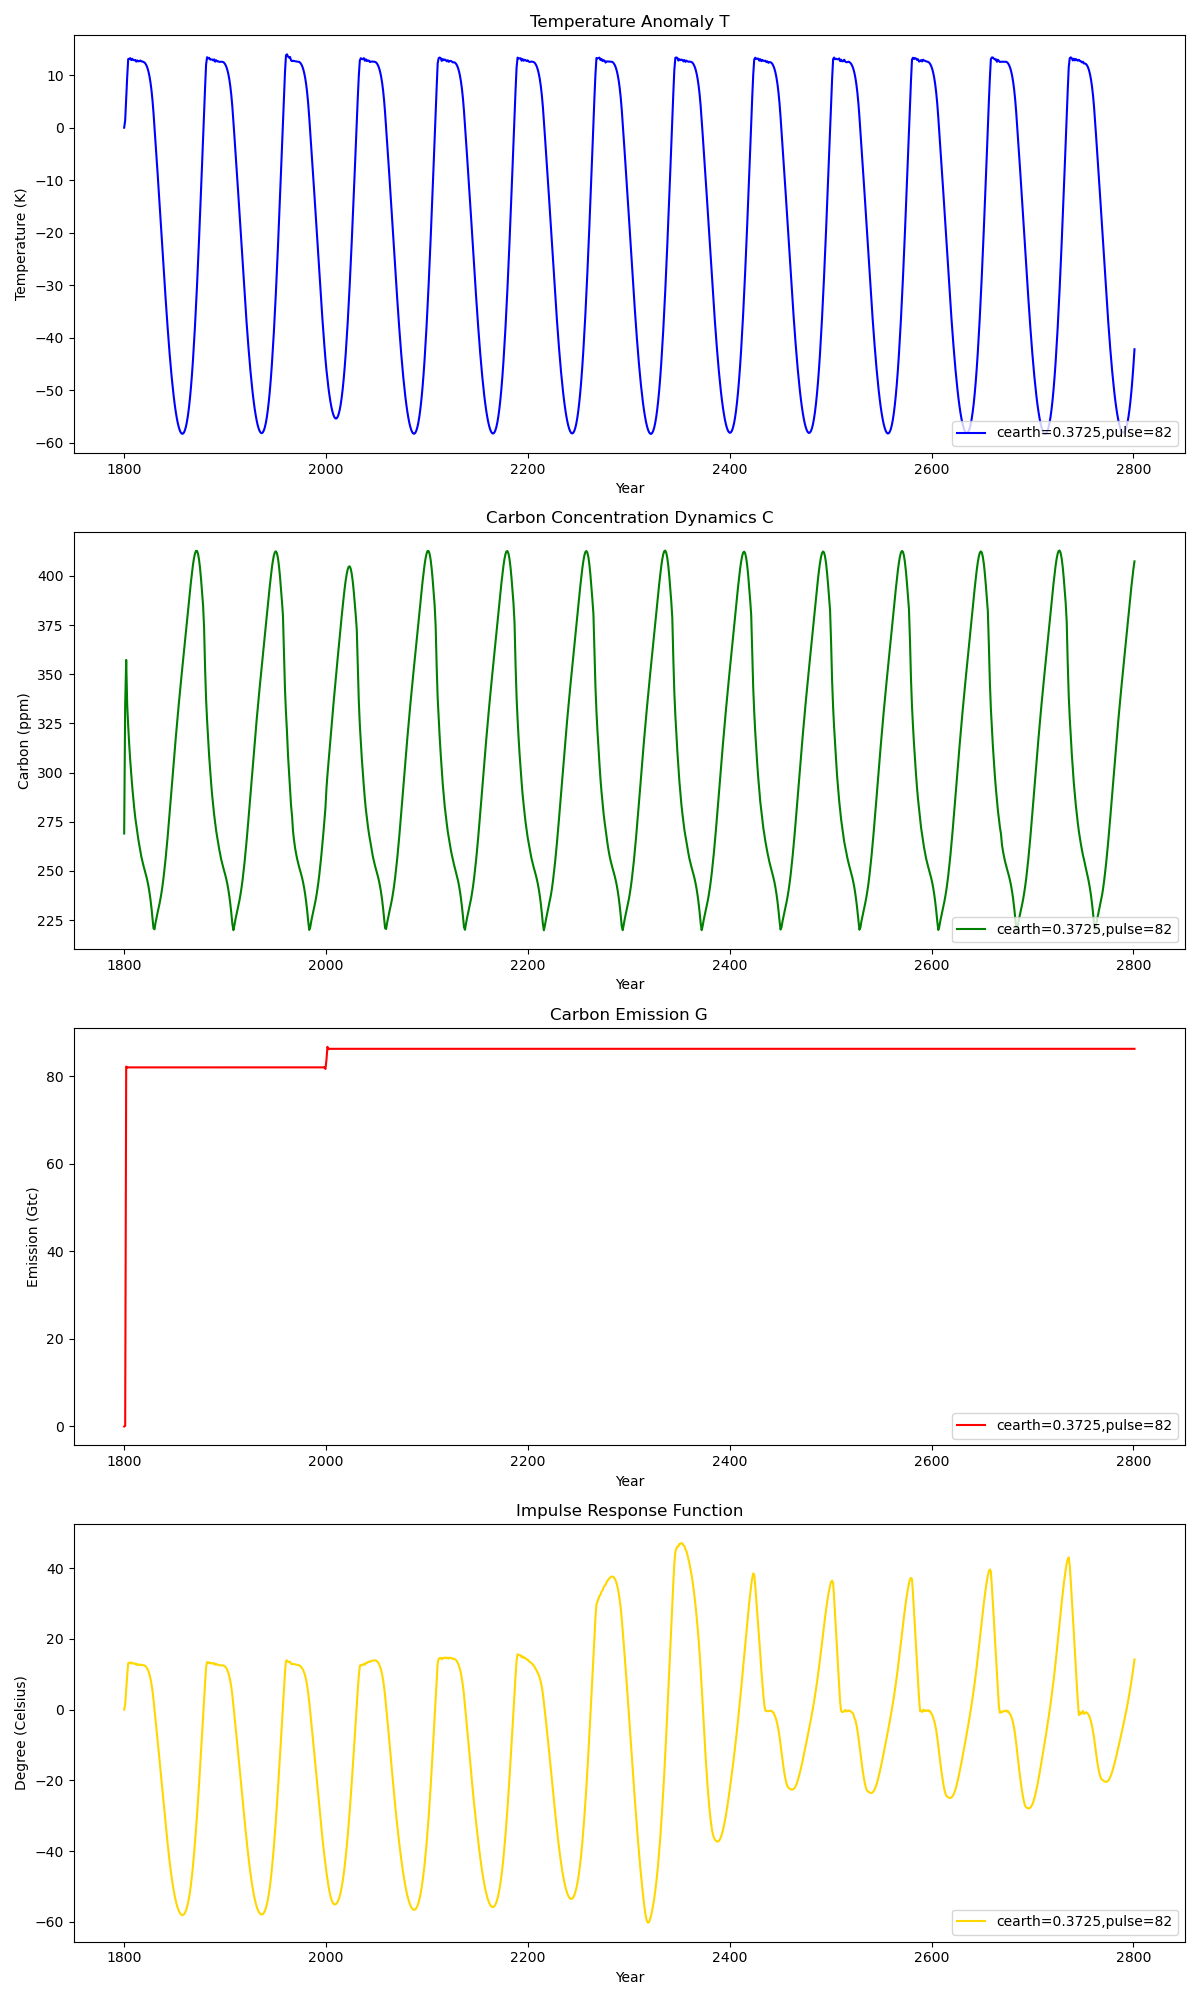 Temperature Anomaly T
10
0
−10
−20
−30
−40
−50
−60
Temperature (K)
cearth=0.3725,pulse=82
1800 2000 2200 2400 2600 2800
Year
Carbon Concentration Dynamics C
400
375
350
325
300
275
250
225
Carbon (ppm)
cearth=0.3725,pulse=82
1800 2000 2200 2400 2600 2800
Year
Carbon Emission G
80
60
40
20
0
Emission (Gtc)
cearth=0.3725,pulse=82
1800 2000 2200 2400 2600 2800
Year
Impulse Response Function
40
20
0
−20
−40
−60
Degree (Celsius)
cearth=0.3725,pulse=82
1800 2000 2200 2400 2600 2800
Year